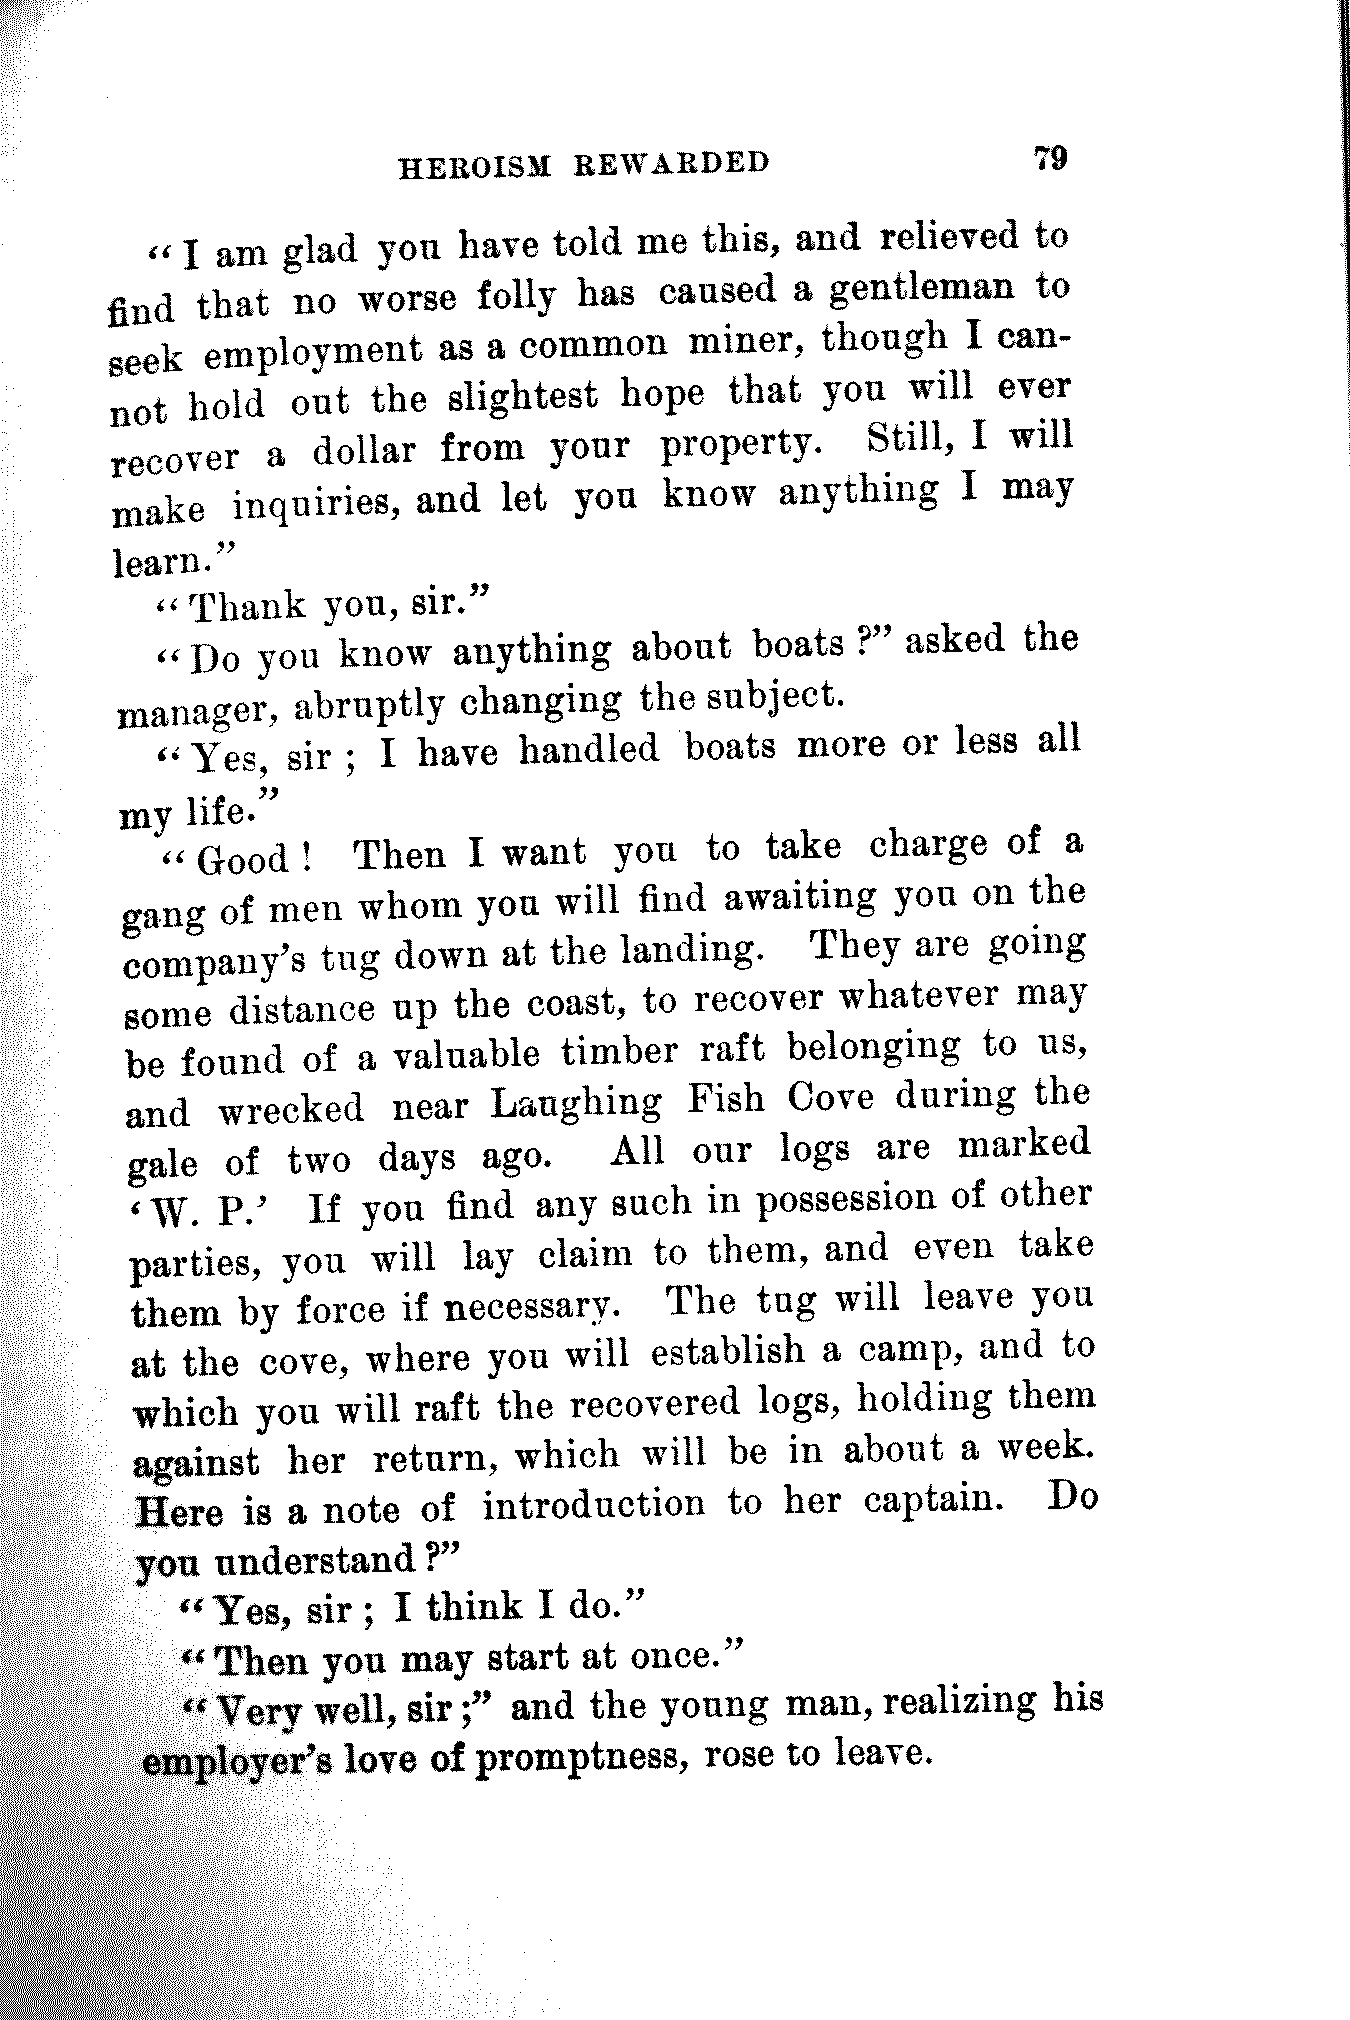 HEROISM REWARDED 79
“I am glad you have told me this, and relieved to
find that no worse folly has caused a gentleman to
seek employment as a common miner, though I can-
not hold out the slightest hope that you will ever
recover a dollar from your property. Still, I will
make inquiries, and let you know anything I may
learn.”
“Thank you, sir.”
“Do you know anything about boats ?” asked the
manager, abruptly changing the subject.
“Yes, sir ; I have handled boats more or less all
my life.”
“Good ! Then I want you to take charge of a
gang of men whom you will find awaiting you on the
company’s tug down at the landing. They are going
some distance up the coast, to recover whatever may
be found of a valuable timber raft belonging to us,
and wrecked near Laughing Fish Cove during the
gale of two days ago. All our logs are marked
‘W. P.’ If you find any such in possession of other
parties, you will lay claim to them, and even take
them by force if necessary. The tug will leave you
at the cove, where you will establish a camp, and to
which you will raft the recovered logs, holding them
against her return, which will be in about a week.
Here is a note of introduction to her captain. Do
you understand ?”
“Yes, sir ; I think I do.”
“Then you may start at once.”
“Very well, sir ;” and the young man, realizing his
employer’s love of promptness, rose to leave.